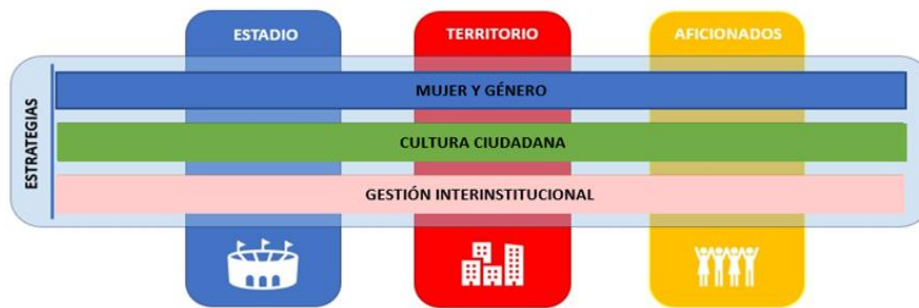 ESTADIO
TERRITORIO
AFICIONADOS
ESTRATEGIAS
MUJER Y GÉNERO
CULTURA CIUDADANA
GESTIÓN INTERINSTITUCIONAL